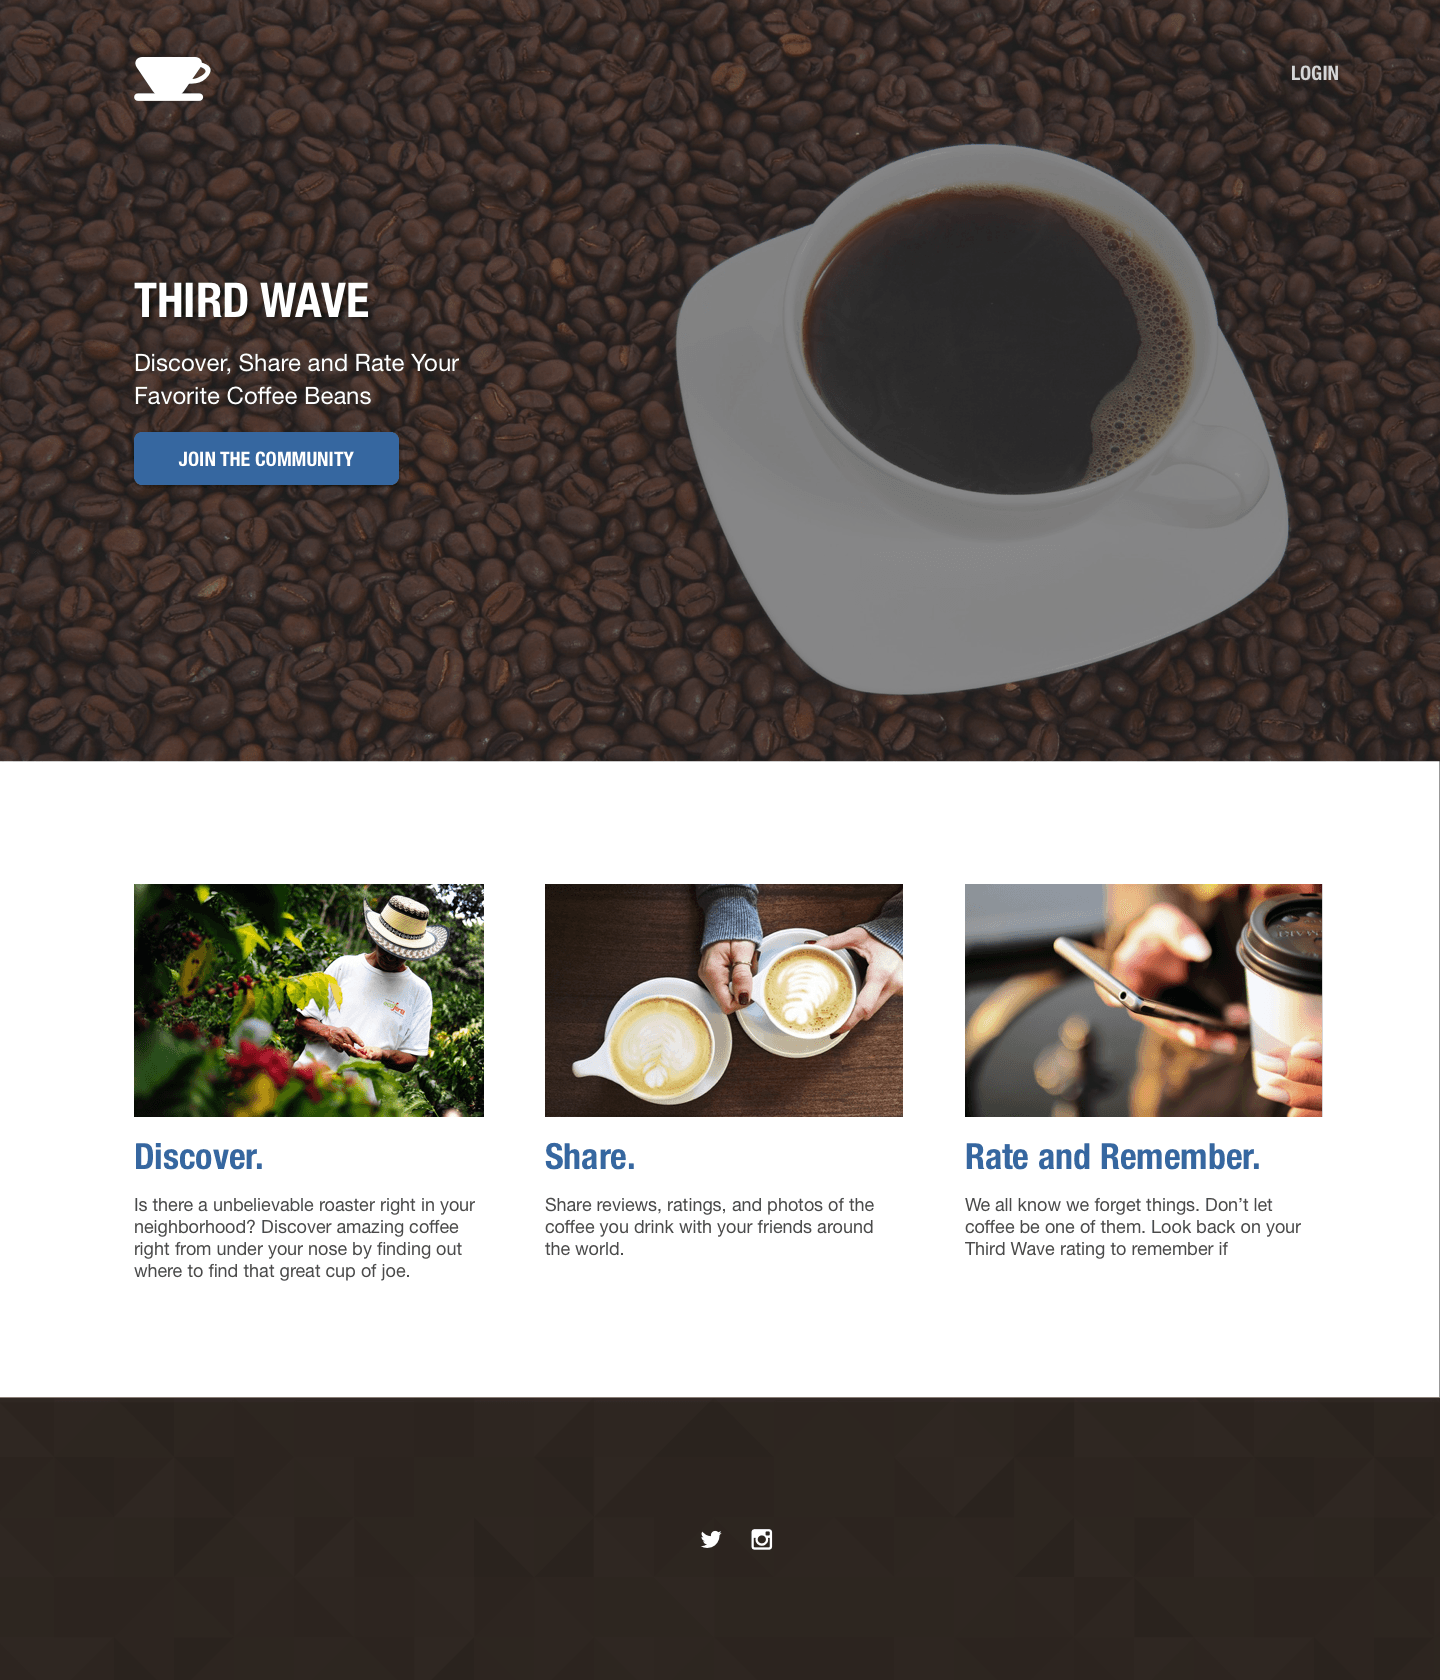 LOGIN
THIRD WAVE
Discover, Share and Rate Your
Favorite Coffee Beans
JOIN THE COMMUNITY
Discover.
Is there a unbelievable roaster right in your
neighborhood? Discover amazing coffee
right from under your nose by finding out
where to find that great cup of joe.
Share.
Share reviews, ratings, and photos of the
coffee you drink with your friends around
the world.
Rate and Remember.
We all know we forget things. Don’t let
coffee be one of them. Look back on your
Third Wave rating to remember if